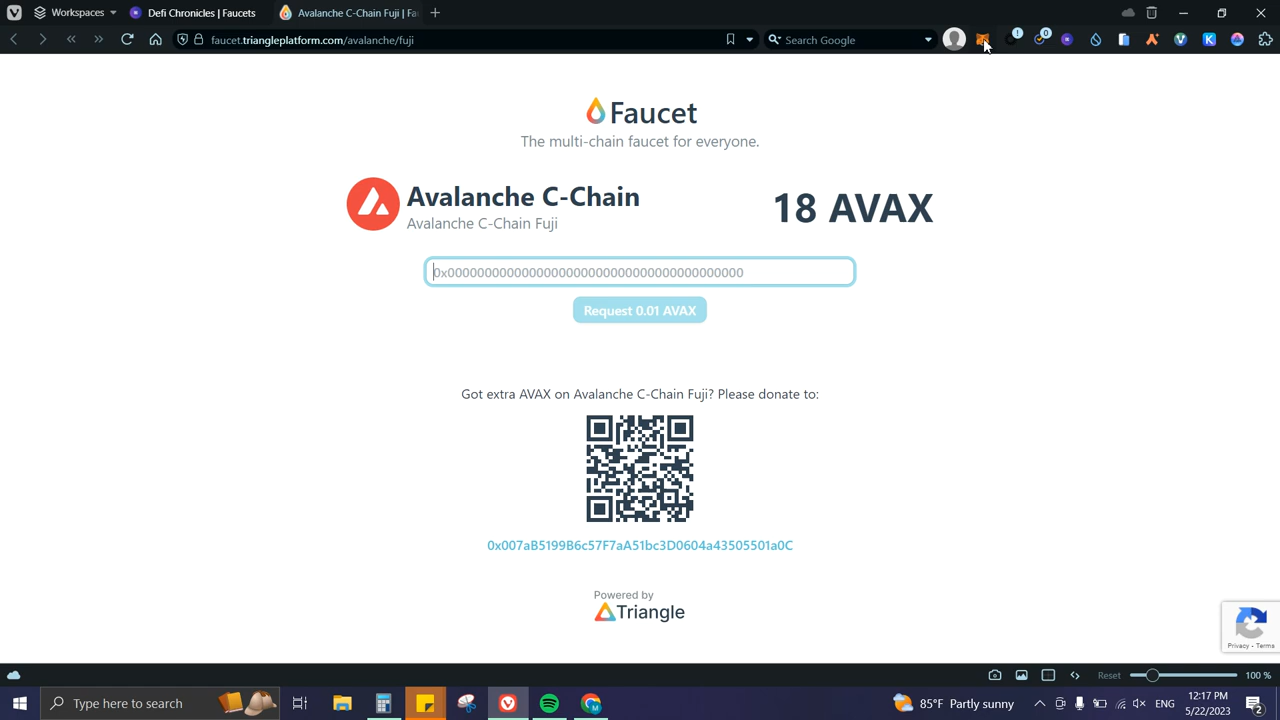 Workspaces
Defi Chronicles | Faucets
Avalanche C-Chain Fuji | Fa
faucet.triangleplatform.com/avalanche/fuji
Search Google
!
0
Faucet
The multi-chain faucet for everyone.
Avalanche C-Chain
Avalanche C-Chain Fuji
18 AVAX
0x0000000000000000000000000000000000000000
Request 0.01 AVAX
Got extra AVAX on Avalanche C-Chain Fuji? Please donate to:
0x007aB5199B6c57F7aA51bc3D0604a43505501a0C
Powered by
Triangle
Privacy - Terms
Reset
100 %
Type here to search
85°F Partly sunny
12:17 PM
5/22/2023
2